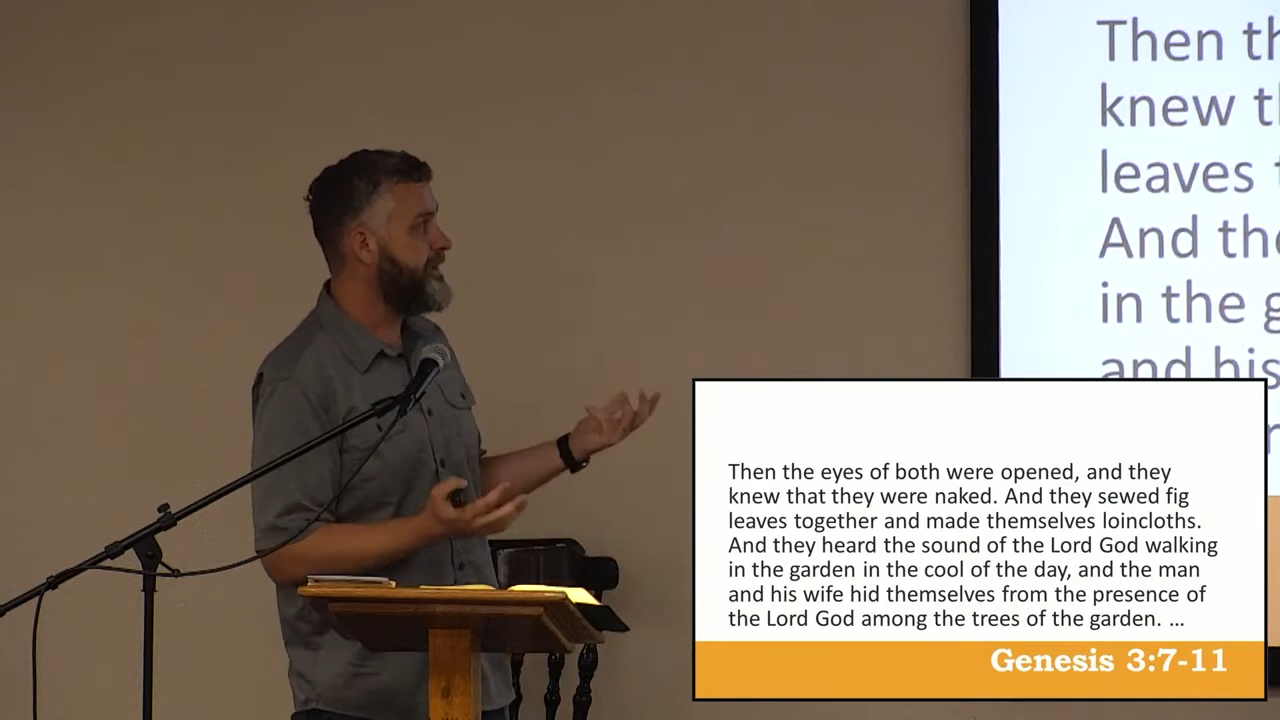 Then th
knew th
leaves t
And the
in the g
and his
Then the eyes of both were opened, and they
knew that they were naked. And they sewed fig
leaves together and made themselves loincloths.
And they heard the sound of the Lord God walking
in the garden in the cool of the day, and the man
and his wife hid themselves from the presence of
the Lord God among the trees of the garden. ...
Genesis 3:7-11